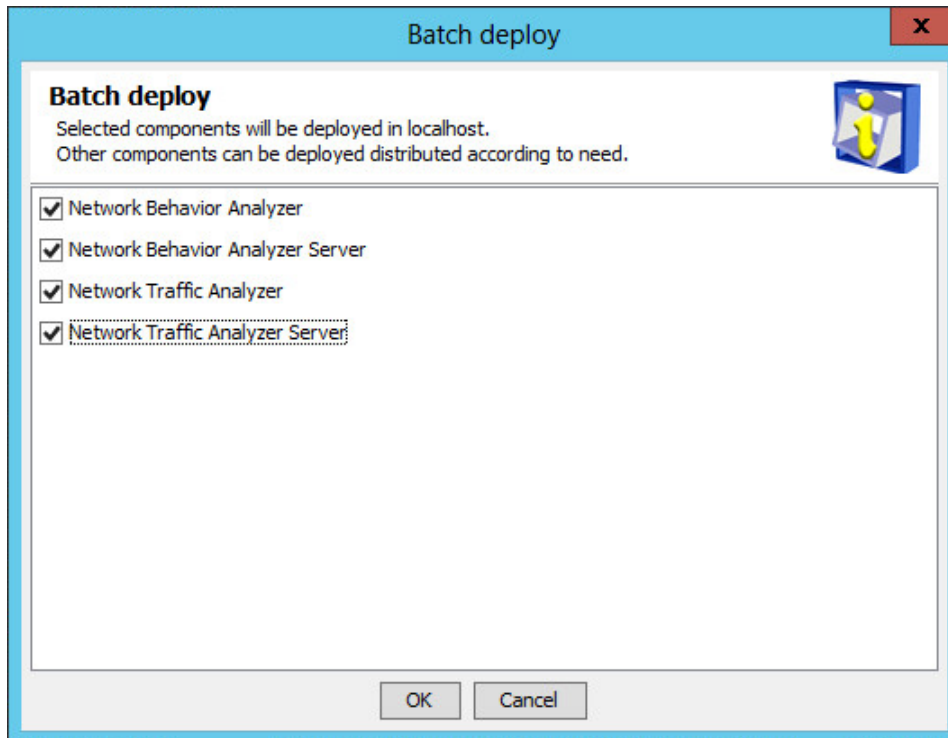 Batch deploy
x
Batch deploy
Selected components will be deployed in localhost.
Other components can be deployed distributed according to need.
Network Behavior Analyzer
Network Behavior Analyzer Server
Network Traffic Analyzer
Network Traffic Analyzer Server
OK
Cancel